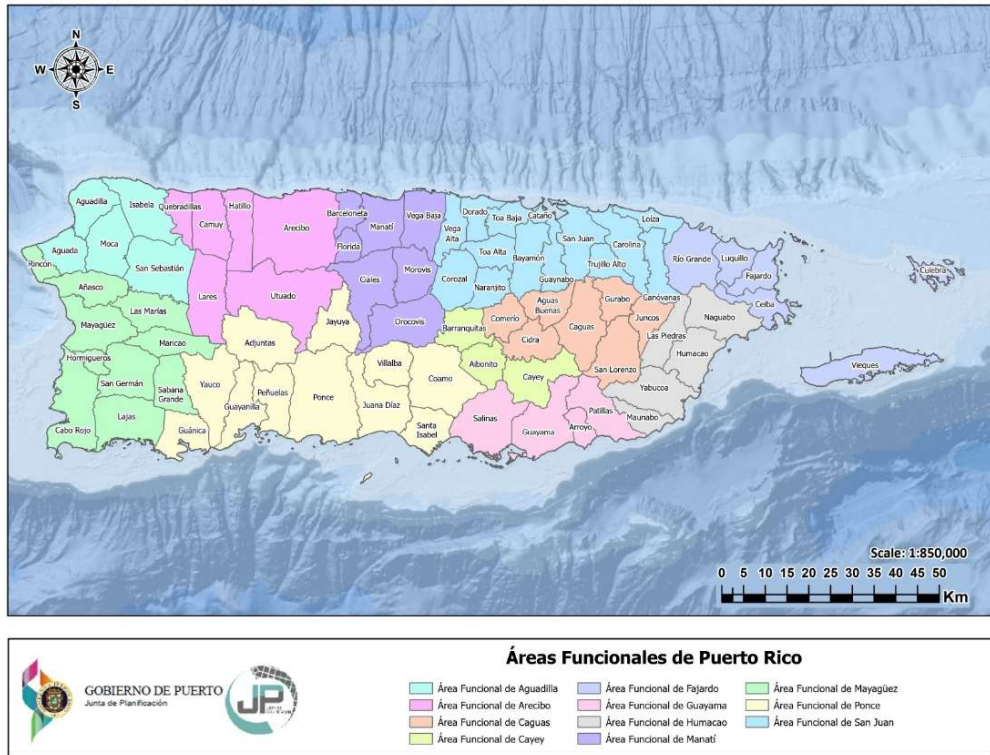 N
W E
S
Aguadilla
Isabela
Quebradillas
Camuy
Hatillo
Arecibo
Barceloneta
Manatí
Vega Baja
Vega Alta
Dorado
Toa Baja
Cataño
San Juan
Carolina
Loiza
Río Grande
Luquillo
Fajardo
Ceiba
Culebra
Vieques
Aguada
Moca
San Sebastián
Rincón
Añasco
Las Marías
Mayagüez
Maricao
Hormigueros
San Germán
Sabana Grande
Cabo Rojo
Lajas
Lares
Utuado
Florida
Ciales
Morovis
Orocovis
Corozal
Toa Alta
Naranjito
Bayamón
Guaynabo
Trujillo Alto
Canóvanas
Adjuntas
Jayuya
Yauco
Guánica
Guayanilla
Peñuelas
Ponce
Villalba
Juana Díaz
Coamo
Santa Isabel
Barranquitas
Aibonito
Cayey
Comerío
Aguas Buenas
Cidra
Caguas
Gurabo
Juncos
San Lorenzo
Las Piedras
Naguabo
Humacao
Yabucoa
Maunabo
Salinas
Guayama
Arroyo
Patillas
Scale: 1:850,000
0 5 10 15 20 25 30 35 40 45 50
Km
Áreas Funcionales de Puerto Rico
GOBIERNO DE PUERTO
Junta de Planificación
JP
Área Funcional de Aguadilla
Área Funcional de Arecibo
Área Funcional de Caguas
Área Funcional de Cayey
Área Funcional de Fajardo
Área Funcional de Guayama
Área Funcional de Humacao
Área Funcional de Manatí
Área Funcional de Mayagüez
Área Funcional de Ponce
Área Funcional de San Juan